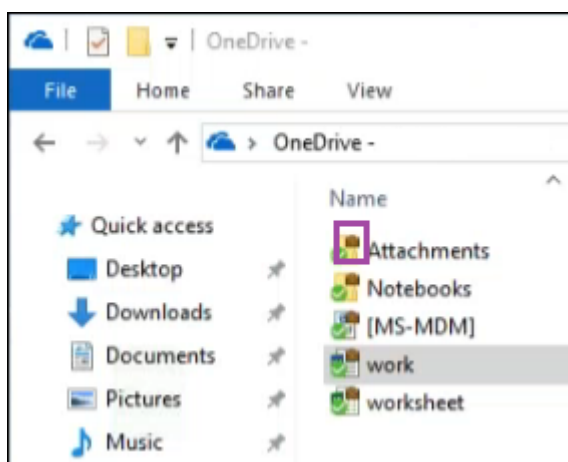 OneDrive -
File Home Share View
OneDrive -
Name
Quick access
Desktop
Downloads
Documents
Pictures
Music
Attachments
Notebooks
[MS-MDM]
work
worksheet